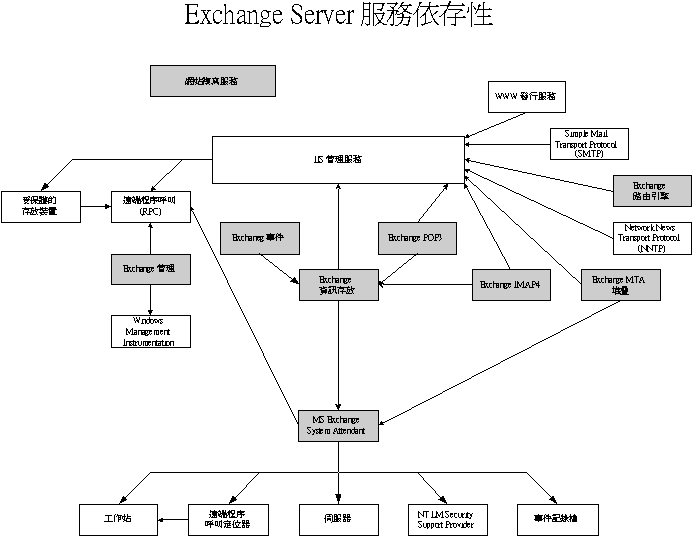 Exchange Server 服務依存性
網站複寫服務
WWW 發行服務
IIS 管理服務
Simple Mail
Transport Protocol
(SMTP)
Exchange
路由引擎
受保護的
存放裝置
遠端程序呼叫
(RPC)
Network News
Transport Protocol
(NNTP)
Exchaneg 事件
Exchange POP3
Exchange 管理
Exchange
資訊存放
Exchange IMAP4
Exchange MTA
堆疊
Windows
Management
Instrumentation
MS Exchange
System Attendant
工作站
遠端程序
呼叫定位器
伺服器
NT LM Security
Support Provider
事件記錄檔